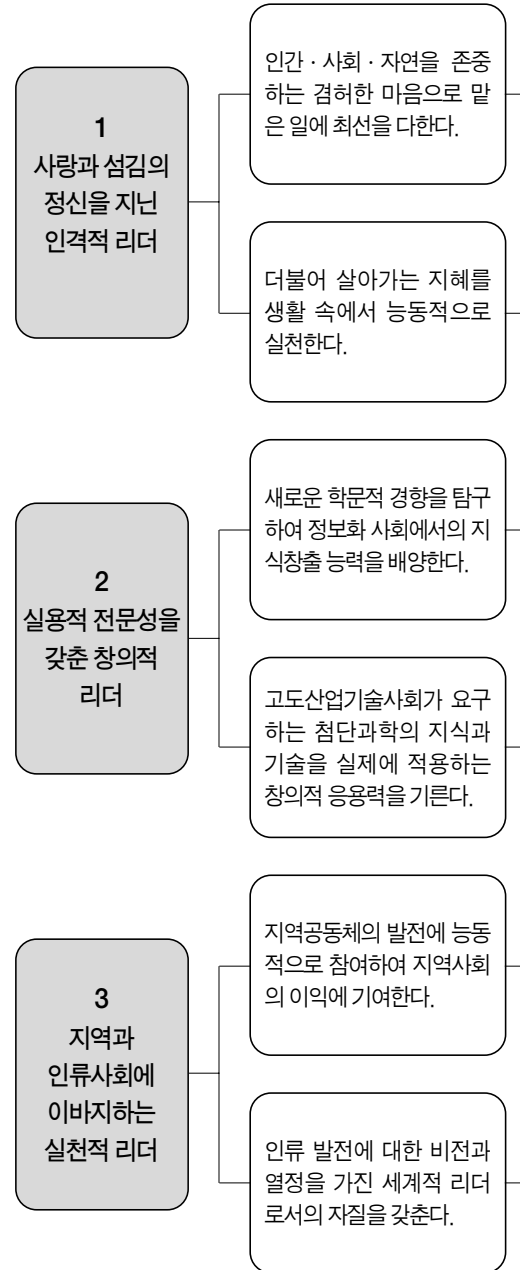 1
사랑과 섬김의
정신을 지닌
인격적 리더
인간 · 사회 · 자연을 존중
하는 겸허한 마음으로 맡
은 일에 최선을 다한다.
더불어 살아가는 지혜를
생활 속에서 능동적으로
실천한다.
2
실용적 전문성을
갖춘 창의적
리더
새로운 학문적 경향을 탐구
하여 정보화 사회에서의 지
식창출 능력을 배양한다.
고도산업기술사회가 요구
하는 첨단과학의 지식과
기술을 실제에 적용하는
창의적 응용력을 기른다.
3
지역과
인류사회에
이바지하는
실천적 리더
지역공동체의 발전에 능동
적으로 참여하여 지역사회
의 이익에 기여한다.
인류 발전에 대한 비전과
열정을 가진 세계적 리더
로서의 자질을 갖춘다.